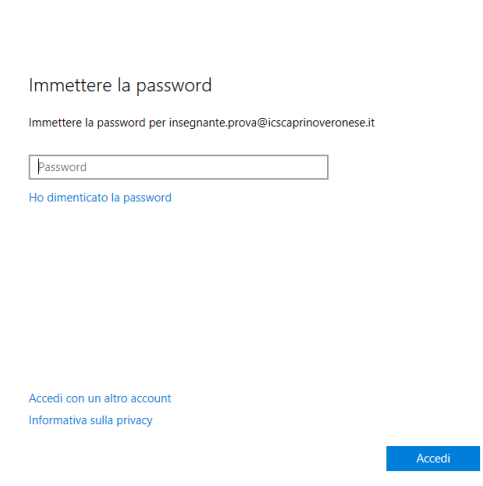 Immettere la password
Immettere la password per insegnante.prova@icscaprinoveronese.it
Password
Ho dimenticato la password
Accedi con un altro account
Informativa sulla privacy
Accedi